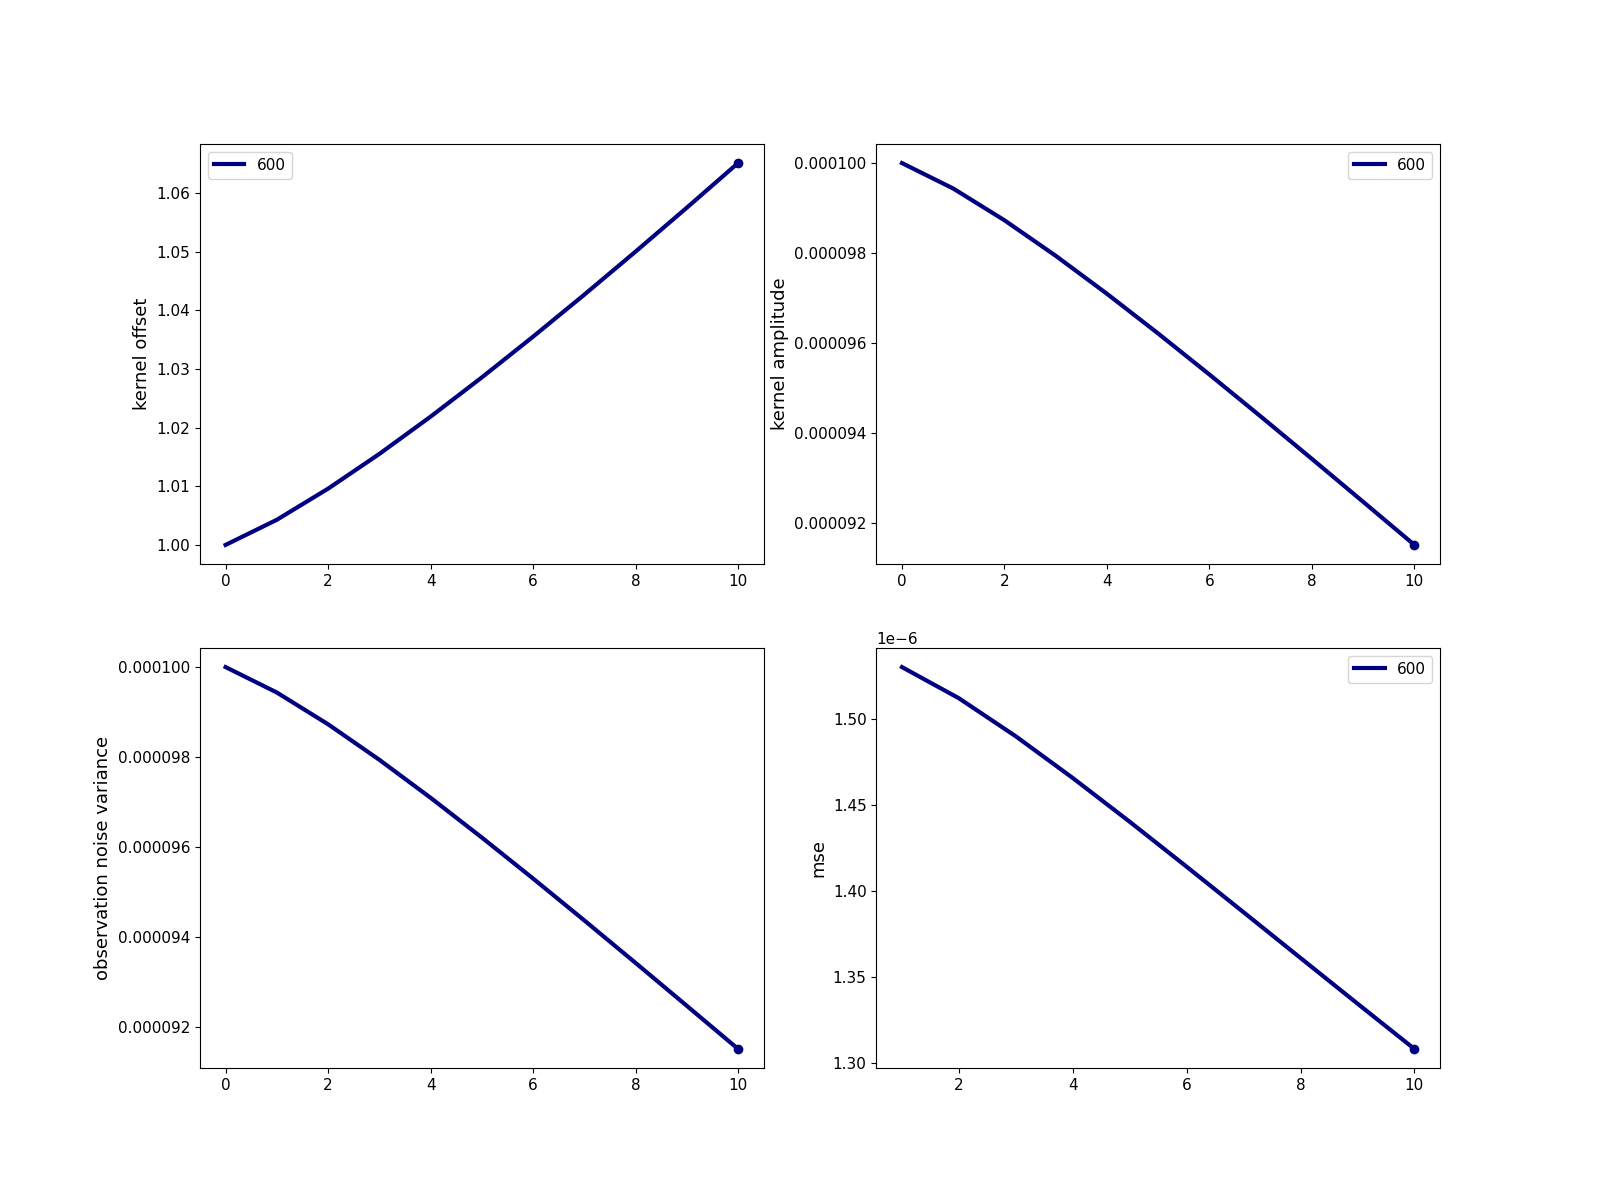 600
1.06
1.05
1.04
1.03
1.02
1.01
1.00
kernel offset
0 2 4 6 8 10
600
0.000100
0.000098
0.000096
0.000094
0.000092
kernel amplitude
0 2 4 6 8 10
0.000100
0.000098
0.000096
0.000094
0.000092
observation noise variance
0 2 4 6 8 10
1e−6
600
1.50
1.45
1.40
1.35
1.30
mse
2 4 6 8 10